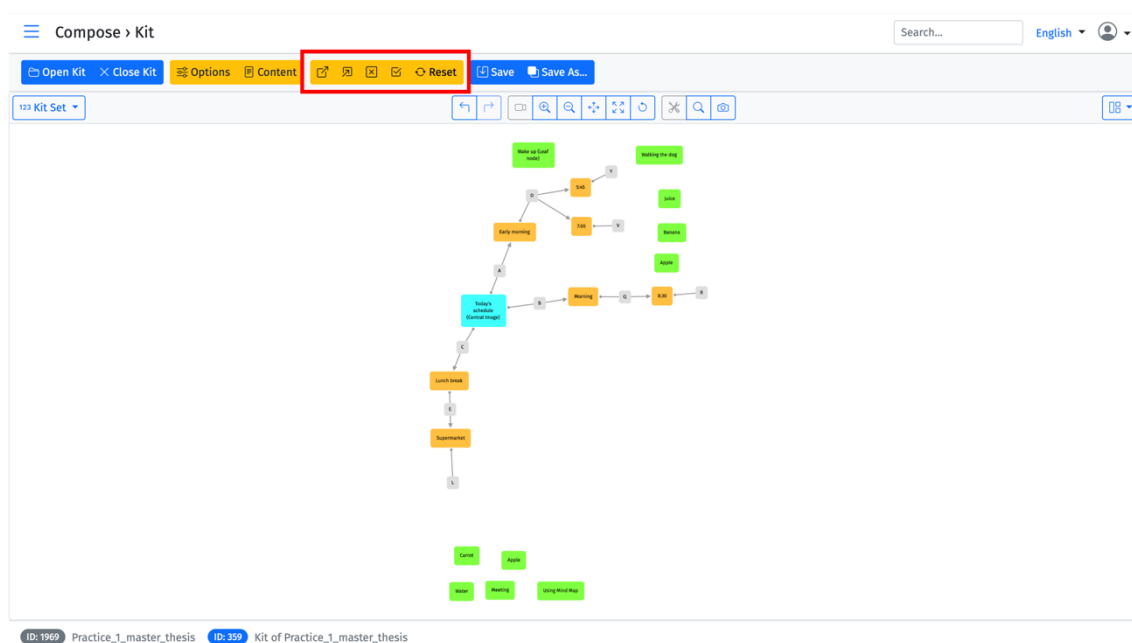 Compose › Kit
Search...
English
Open Kit
Close Kit
Options
Content
Reset
Save
Save As...
123 Kit Set
Wake up (Leaf
node)
Walking the dog
Y
5:45
D
Juice
7:00
V
Early morning
Banana
Apple
A
Morning
Q
8:30
R
B
Today's
schedule
(Central Image)
C
Lunch break
E
Supermarket
L
Carrot
Apple
Water
Meeting
Using Mind Map
ID: 1969 Practice_1_master_thesis
ID: 359 Kit of Practice_1_master_thesis